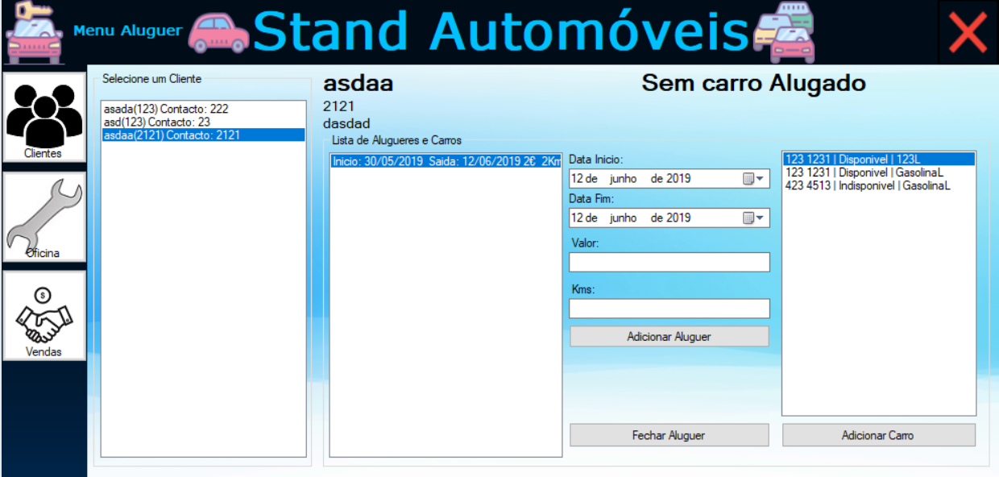 Menu Aluguer
Stand Automóveis
Clientes
Oficina
Vendas
Selecione um Cliente
asada(123) Contacto: 222
asd(123) Contacto: 23
asdaa(2121) Contacto: 2121
asdaa
2121
dasdad
Sem carro Alugado
Lista de Alugueres e Carros
Inicio: 30/05/2019 Saida: 12/06/2019 2€ 2Km
Data Inicio:
12 de junho de 2019
Data Fim:
12 de junho de 2019
Valor:
Kms:
Adicionar Aluguer
Fechar Aluguer
123 1231 | Disponivel | 123L
123 1231 | Disponivel | GasolinaL
423 4513 | Indisponivel | GasolinaL
Adicionar Carro